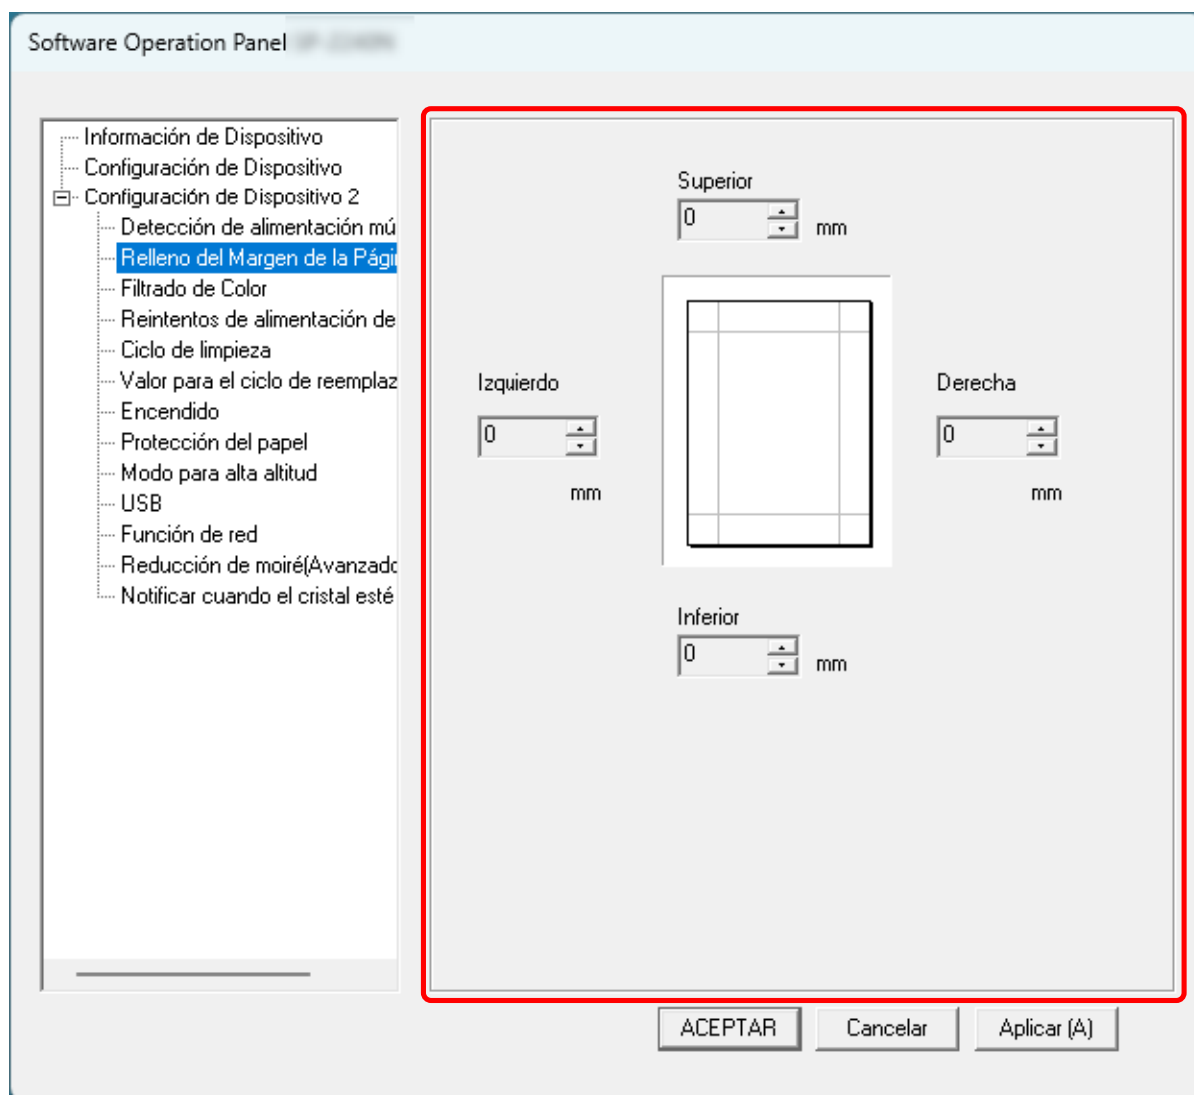 Software Operation Panel
Información de Dispositivo
Configuración de Dispositivo
Configuración de Dispositivo 2
Detección de alimentación mú
Relleno del Margen de la Pági
Filtrado de Color
Reintentos de alimentación de
Ciclo de limpieza
Valor para el ciclo de reemplaz
Encendido
Protección del papel
Modo para alta altitud
USB
Función de red
Reducción de moiré(Avanzado
Notificar cuando el cristal esté
Superior
0 mm
Izquierdo
0
mm
Derecha
0
mm
Inferior
0 mm
ACEPTAR Cancelar Aplicar (A)